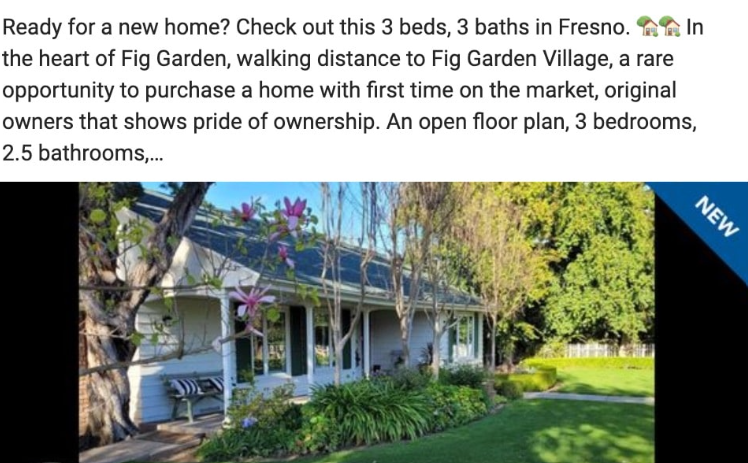 Ready for a new home? Check out this 3 beds, 3 baths in Fresno. 🏡🏡 In
the heart of Fig Garden, walking distance to Fig Garden Village, a rare
opportunity to purchase a home with first time on the market, original
owners that shows pride of ownership. An open floor plan, 3 bedrooms,
2.5 bathrooms,...
NEW